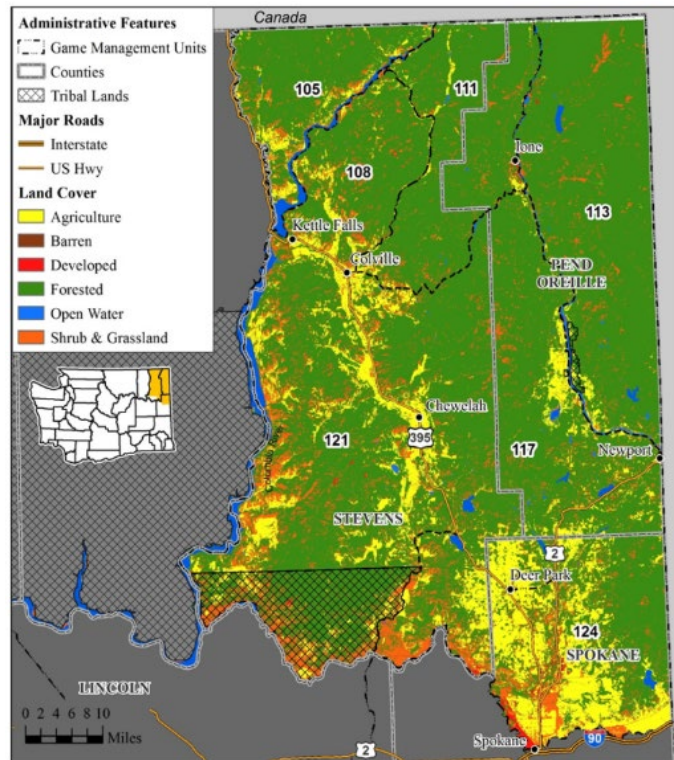 Administrative Features
Game Management Units
Counties
Tribal Lands
Major Roads
Interstate
US Hwy
Land Cover
Agriculture
Barren
Developed
Forested
Open Water
Shrub & Grassland
Canada
105
111
108
Ione
113
Kettle Falls
Colville
PEND
OREILLE
Chewelah
121
395
117
Newport
Columbia River
STEVENS
2
Deer Park
124
SPOKANE
LINCOLN
0 2 4 6 8 10
Miles
2
Spokane
90